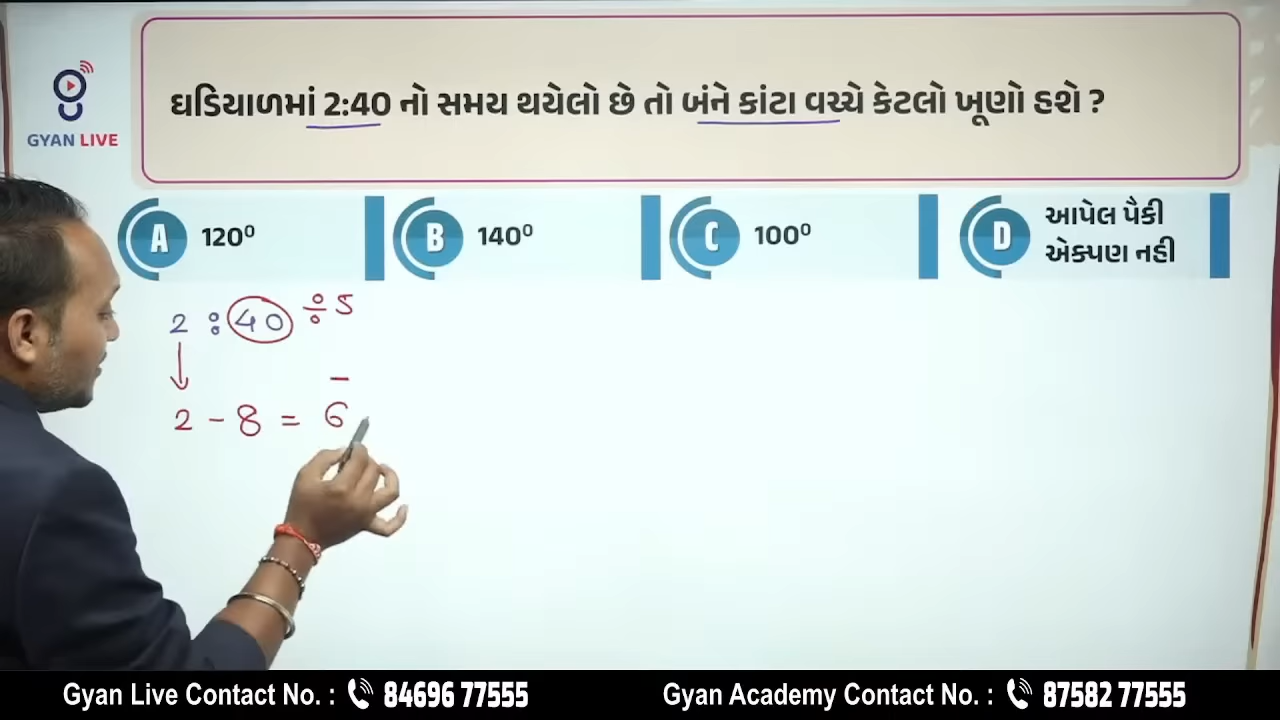 ઘડિયાળમાં 2:40 નો સમય થયેલો છે તો બંને કાંટા વચ્ચે કેટલો ખૂણો હશે ?
GYAN LIVE
A 120⁰
B 140⁰
C 100⁰
D આપેલ પૈકી
એકપણ નહી
2 : 40 ÷ 5
2 - 8 = 6
Gyan Live Contact No. : 84696 77555
Gyan Academy Contact No. : 87582 77555